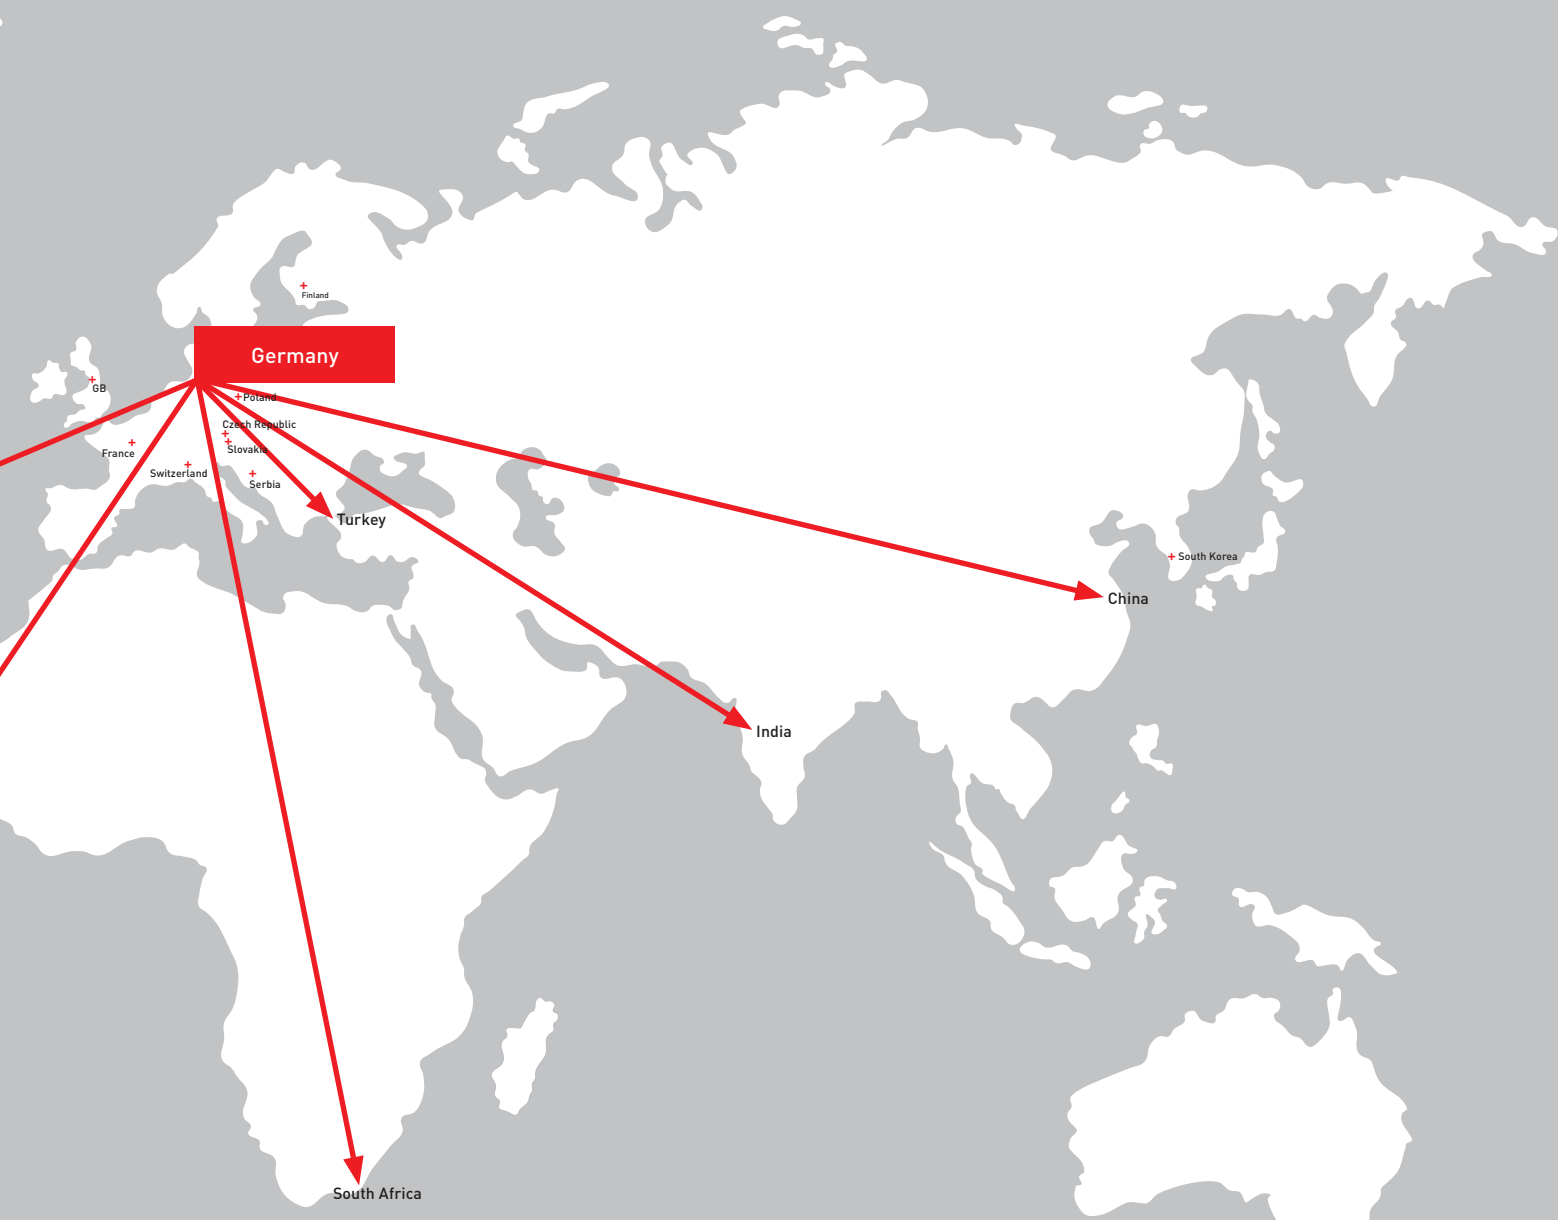 Finland
Germany
GB
Poland
Czech Republic
Slovakia
France
Switzerland
Serbia
Turkey
South Korea
China
India
South Africa